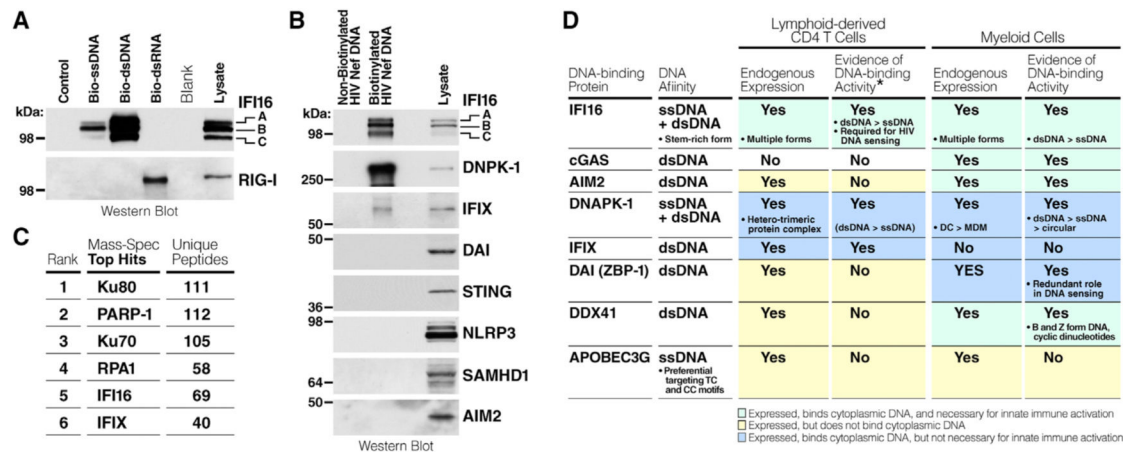 A
Control
Bio-ssDNA
Bio-dsDNA
Bio-dsRNA
Blank
Lysate
kDa:
IFI16
A
B
C
98
RIG-I
98
Western Blot
B
Non-Biotinylated
HIV Nef DNA
Biotinylated
HIV Nef DNA
Lysate
kDa:
IFI16
A
B
C
98
DNPK-1
250
IFIX
50
50
DAI
STING
36
98
NLRP3
SAMHD1
64
50
AIM2
Western Blot
C
Mass-Spec Unique
Rank Top Hits Peptides
1 Ku80 111
2 PARP-1 112
3 Ku70 105
4 RPA1 58
5 IFI16 69
6 IFIX 40
D
Lymphoid-derived
CD4 T Cells Myeloid Cells
DNA-binding DNA Endogenous Evidence of Endogenous Evidence of
Protein Afiinity Expression DNA-binding Expression DNA-binding
Activity* Activity
IFI16 ssDNA Yes Yes Yes Yes
+ dsDNA • dsDNA > ssDNA
• Required for HIV
• Stem-rich form • Multiple forms DNA sensing • Multiple forms • dsDNA > ssDNA
cGAS dsDNA No No Yes Yes
AIM2 dsDNA Yes No Yes Yes
DNAPK-1 ssDNA Yes Yes Yes Yes
+ dsDNA • Hetero-trimeric • dsDNA > ssDNA
protein complex (dsDNA > ssDNA) • DC > MDM > circular
IFIX dsDNA Yes Yes No No
DAI (ZBP-1) dsDNA Yes No YES Yes
• Redundant role
in DNA sensing
DDX41 dsDNA Yes No Yes Yes
• B and Z form DNA,
cyclic dinucleotides
APOBEC3G ssDNA Yes No Yes No
• Preferential
targeting TC
and CC motifs
Expressed, binds cytoplasmic DNA, and necessary for innate immune activation
Expressed, but does not bind cytoplasmic DNA
Expressed, binds cytoplasmic DNA, but not necessary for innate immune activation